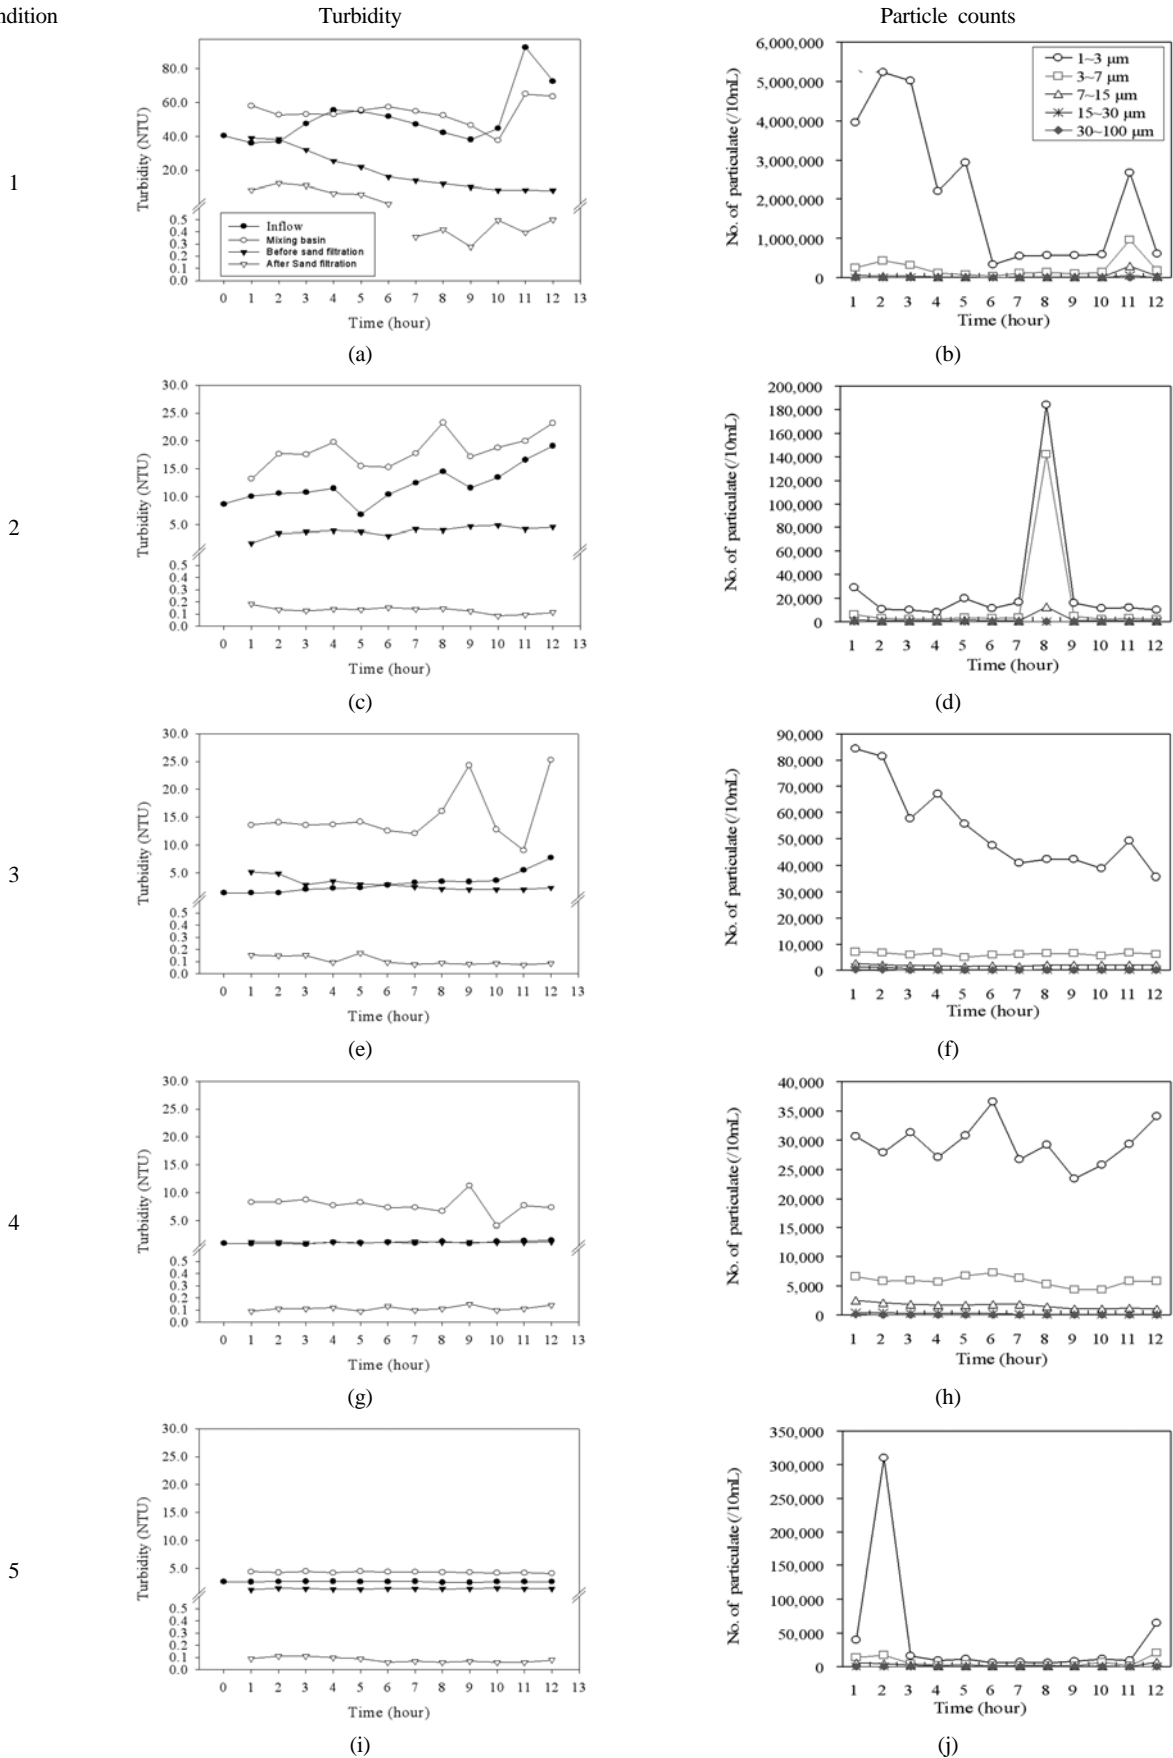 ndition Turbidity Particle counts
1
80.0
60.0
40.0
20.0
0.5
0.4
0.3
0.2
0.1
0.0
Turbidity (NTU)
Inflow
Mixing basin
Before sand filtration
After Sand filtration
0 1 2 3 4 5 6 7 8 9 10 11 12 13
Time (hour)
(a)
6,000,000
5,000,000
4,000,000
3,000,000
2,000,000
1,000,000
0
No. of particulate (/10mL)
1~3 μm
3~7 μm
7~15 μm
15~30 μm
30~100 μm
1 2 3 4 5 6 7 8 9 10 11 12
Time (hour)
(b)
2
30.0
25.0
20.0
15.0
10.0
5.0
0.5
0.4
0.3
0.2
0.1
0.0
Turbidity (NTU)
0 1 2 3 4 5 6 7 8 9 10 11 12 13
Time (hour)
(c)
200,000
180,000
160,000
140,000
120,000
100,000
80,000
60,000
40,000
20,000
0
No. of particulate (/10mL)
1 2 3 4 5 6 7 8 9 10 11 12
Time (hour)
(d)
3
30.0
25.0
20.0
15.0
10.0
5.0
0.5
0.4
0.3
0.2
0.1
0.0
Turbidity (NTU)
0 1 2 3 4 5 6 7 8 9 10 11 12 13
Time (hour)
(e)
90,000
80,000
70,000
60,000
50,000
40,000
30,000
20,000
10,000
0
No. of particulate (/10mL)
1 2 3 4 5 6 7 8 9 10 11 12
Time (hour)
(f)
4
30.0
25.0
20.0
15.0
10.0
5.0
0.5
0.4
0.3
0.2
0.1
0.0
Turbidity (NTU)
0 1 2 3 4 5 6 7 8 9 10 11 12 13
Time (hour)
(g)
40,000
35,000
30,000
25,000
20,000
15,000
10,000
5,000
0
No. of particulate (/10mL)
1 2 3 4 5 6 7 8 9 10 11 12
Time (hour)
(h)
5
30.0
25.0
20.0
15.0
10.0
5.0
0.5
0.4
0.3
0.2
0.1
0.0
Turbidity (NTU)
0 1 2 3 4 5 6 7 8 9 10 11 12 13
Time (hour)
(i)
350,000
300,000
250,000
200,000
150,000
100,000
50,000
0
No. of particulate (/10mL)
1 2 3 4 5 6 7 8 9 10 11 12
Time (hour)
(j)